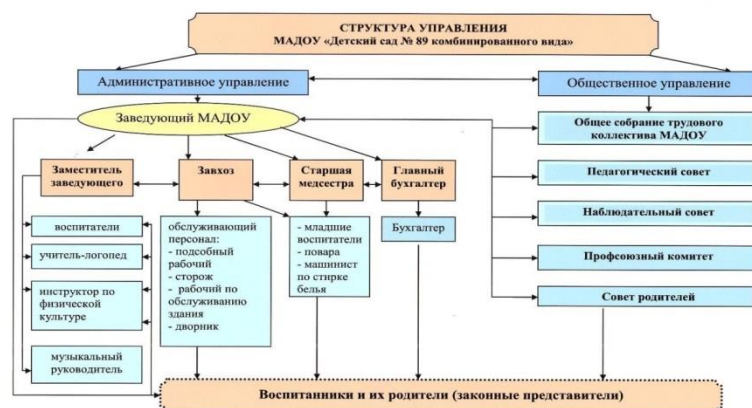 СТРУКТУРА УПРАВЛЕНИЯ
МАДОУ «Детский сад № 89 комбинированного вида»
Административное управление
Общественное управление
Заведующий МАДОУ
Общее собрание трудового
коллектива МАДОУ
Заместитель
заведующего
Завхоз
Старшая
медсестра
Главный
бухгалтер
Педагогический совет
Наблюдательный совет
Профсоюзный комитет
Совет родителей
воспитатели
учитель-логопед
инструктор по
физической
культуре
музыкальный
руководитель
обслуживающий
персонал:
- подсобный
рабочий
- сторож
- рабочий по
обслуживанию
здания
- дворник
- младшие
воспитатели
- повара
- машинист
по стирке
белья
Бухгалтер
Воспитанники и их родители (законные представители)